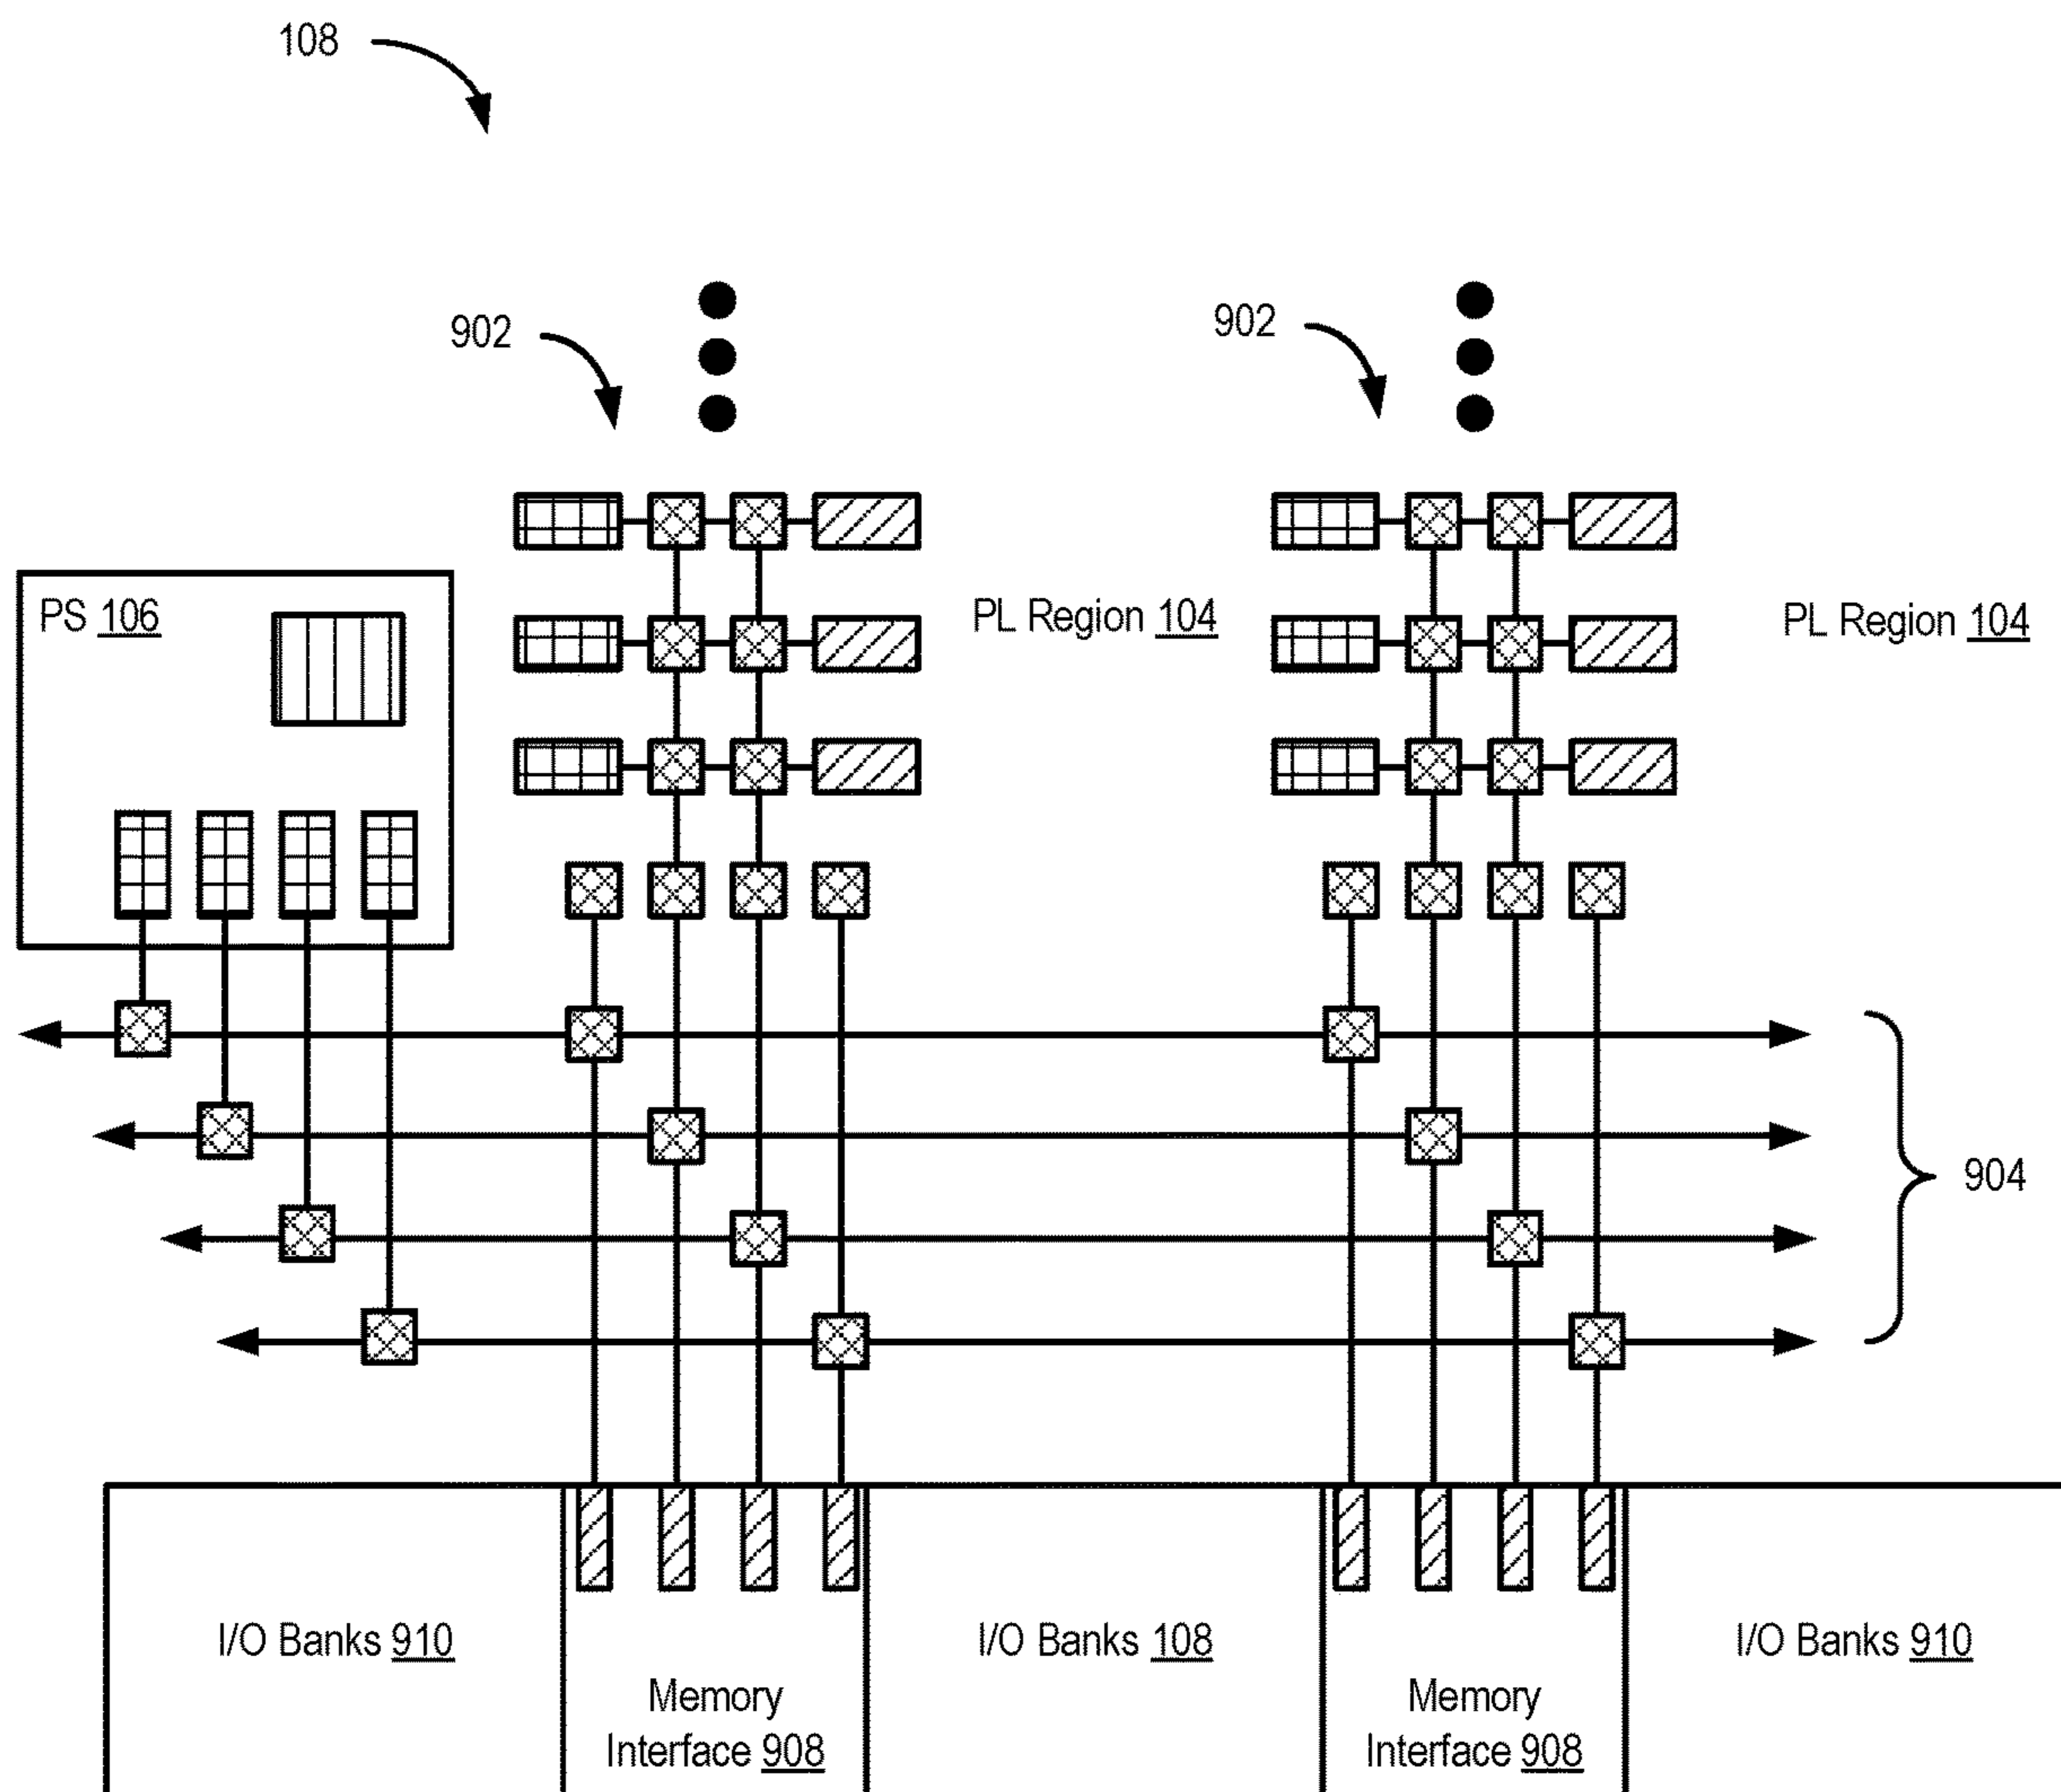 108
902
902
PS 106
PL Region 104
PL Region 104
904
I/O Banks 910
I/O Banks 108
I/O Banks 910
Memory
Interface 908
Memory
Interface 908